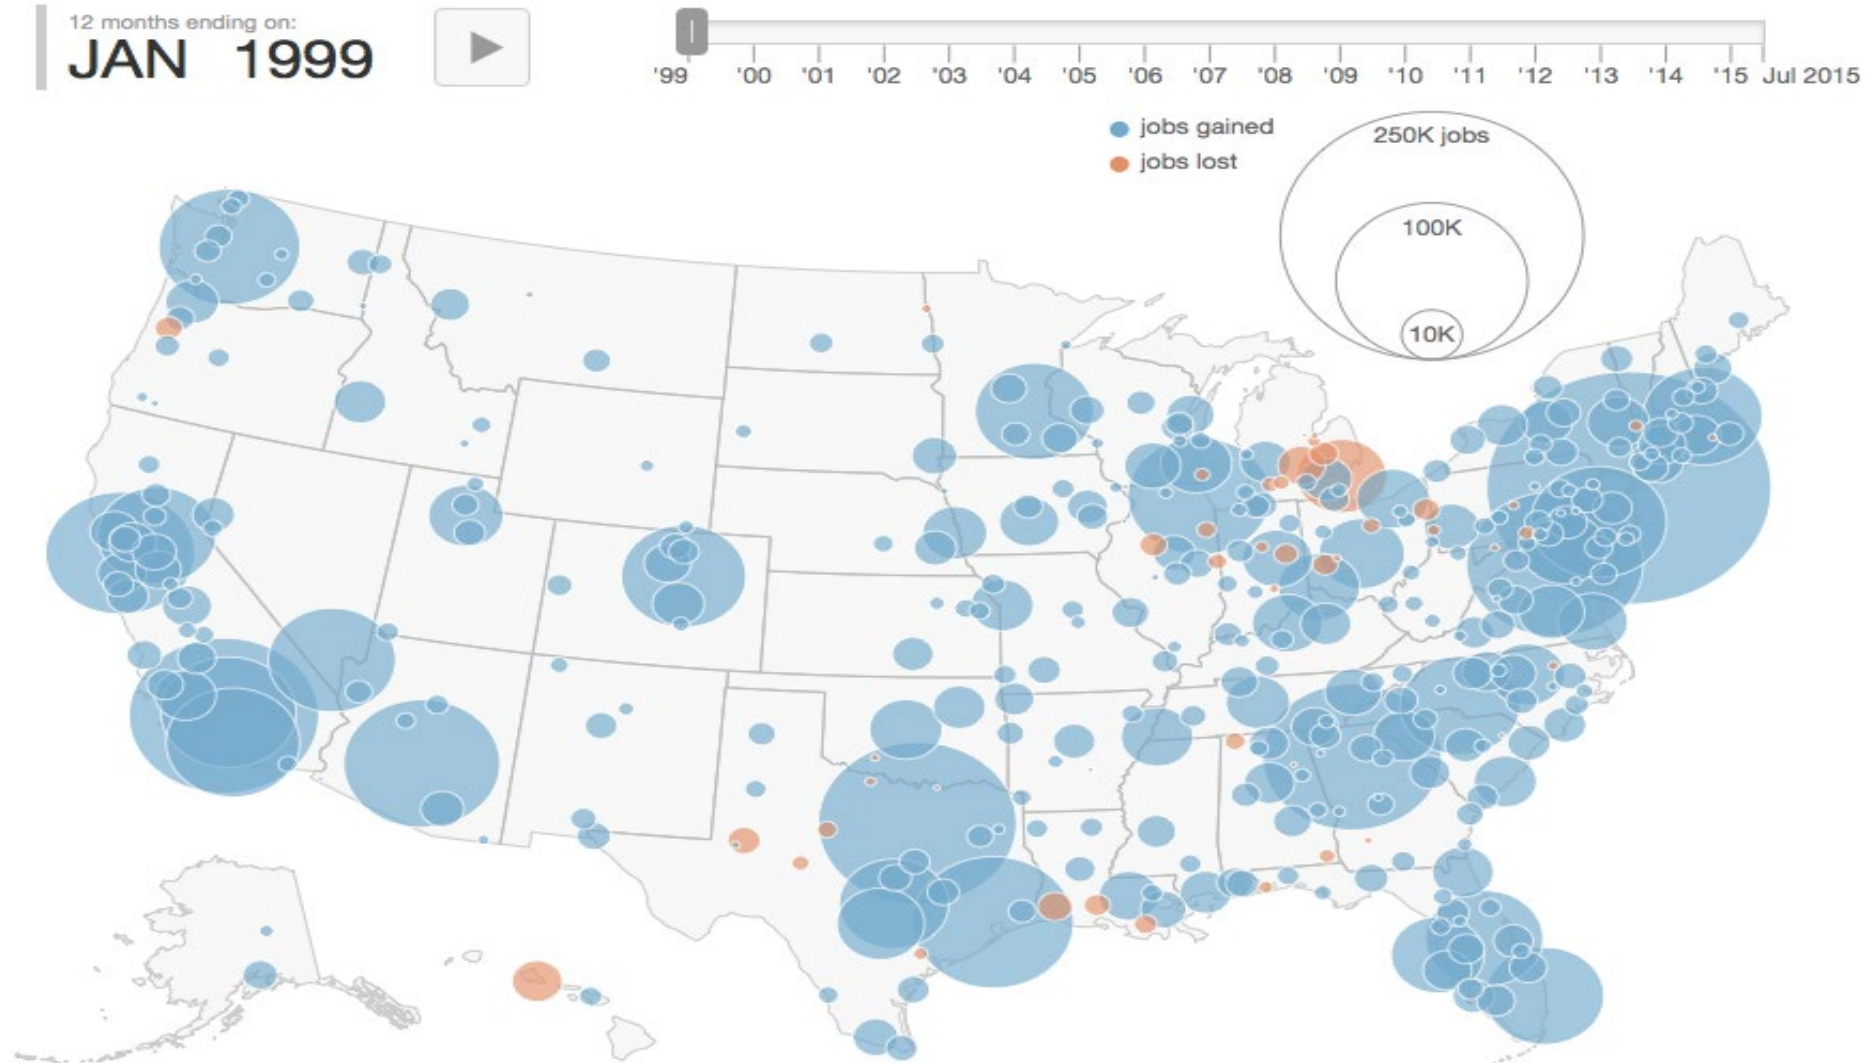 12 months ending on:
JAN 1999
'99 '00 '01 '02 '03 '04 '05 '06 '07 '08 '09 '10 '11 '12 '13 '14 '15 Jul 2015
jobs gained
jobs lost
250K jobs
100K
10K